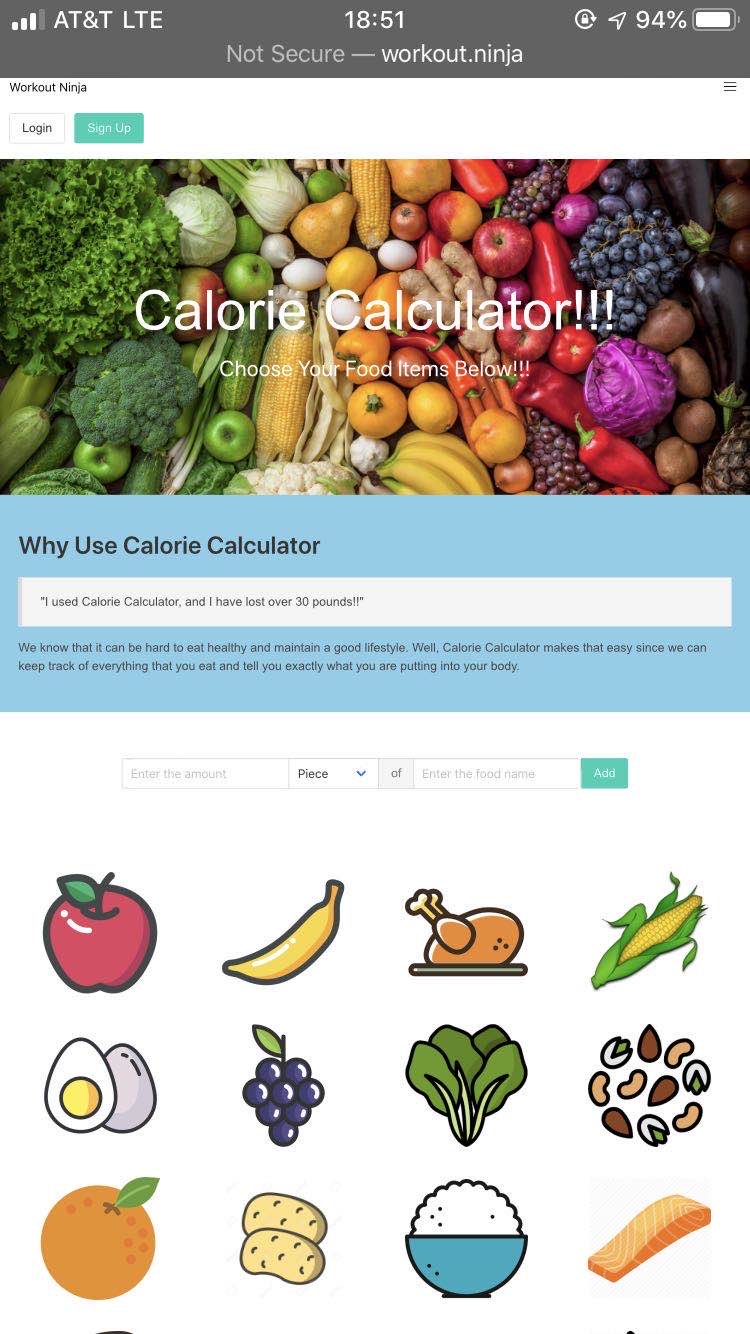 AT&T LTE 18:51 94%
Not Secure — workout.ninja
Workout Ninja
Login Sign Up
Calorie Calculator!!!
Choose Your Food Items Below!!!
Why Use Calorie Calculator
"I used Calorie Calculator, and I have lost over 30 pounds!!"
We know that it can be hard to eat healthy and maintain a good lifestyle. Well, Calorie Calculator makes that easy since we can
keep track of everything that you eat and tell you exactly what you are putting into your body.
Enter the amount Piece of Enter the food name Add